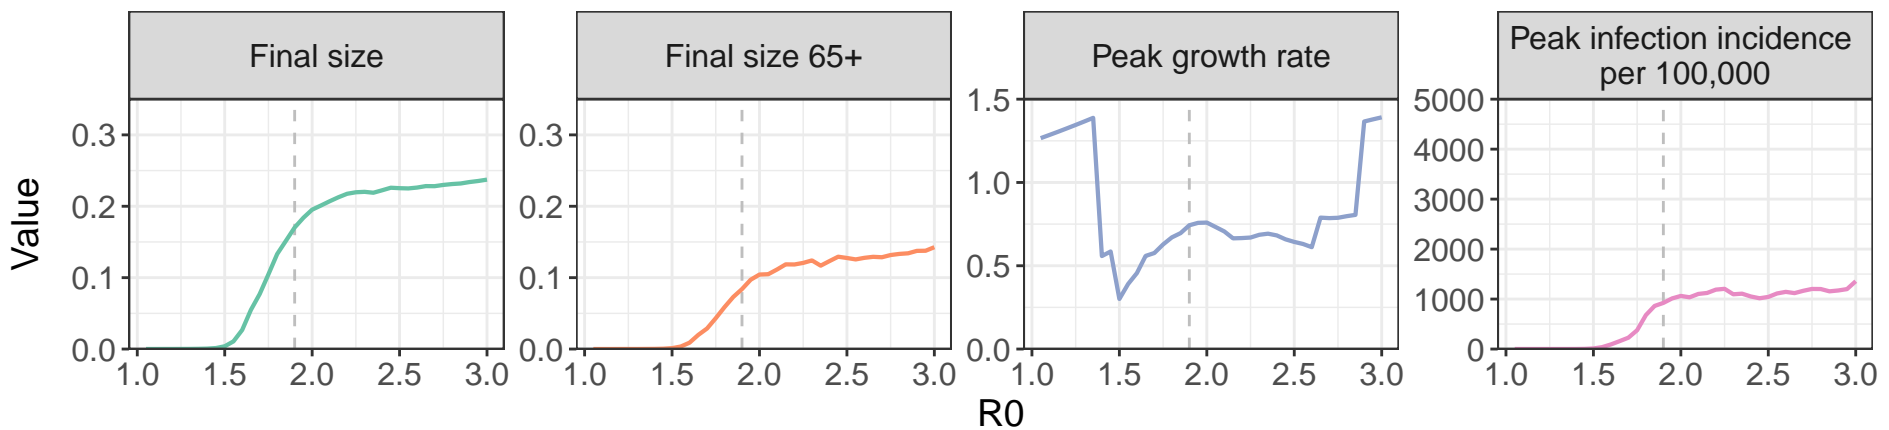 Final size
Final size 65+
Peak growth rate
Peak infection incidence
per 100,000
Value
0.3
0.2
0.1
0.0
1.0 1.5 2.0 2.5 3.0
0.3
0.2
0.1
0.0
1.0 1.5 2.0 2.5 3.0
1.5
1.0
0.5
0.0
1.0 1.5 2.0 2.5 3.0
5000
4000
3000
2000
1000
0
1.0 1.5 2.0 2.5 3.0
R0